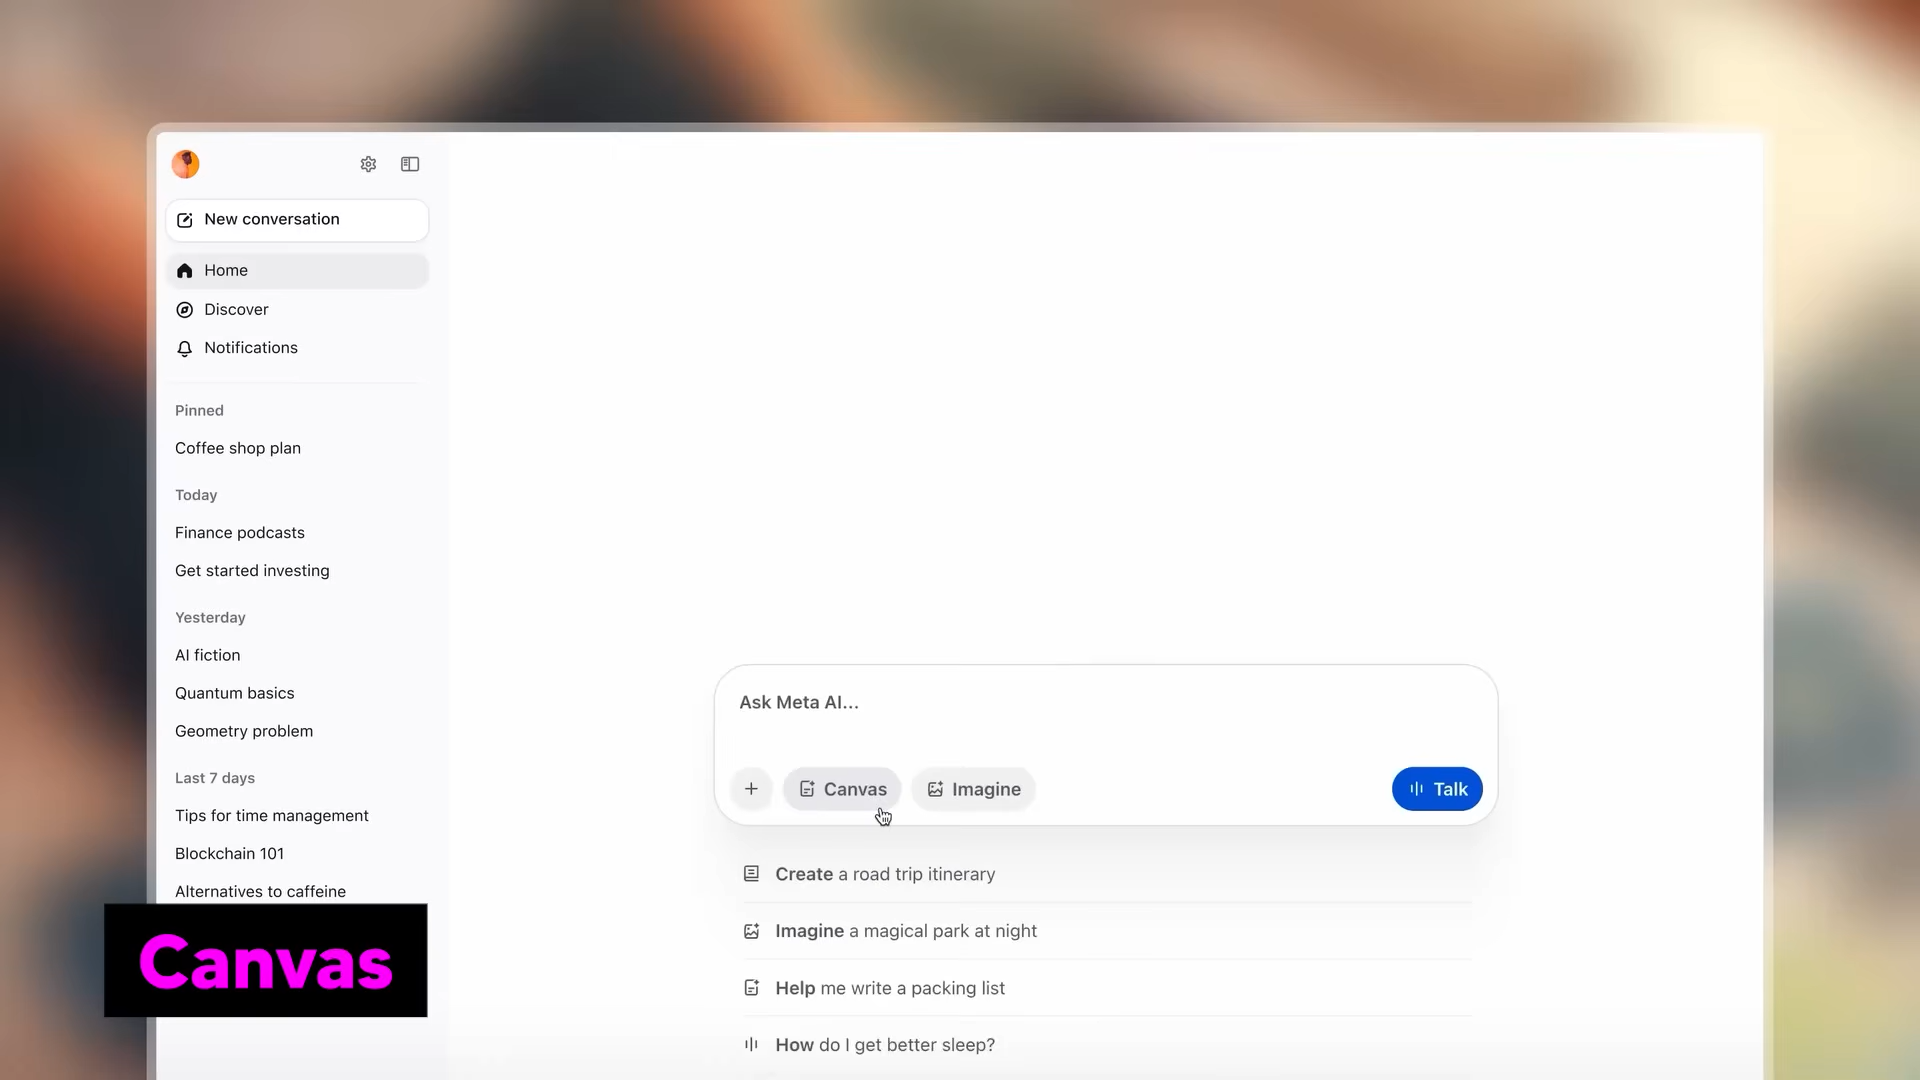 New conversation
Home
Discover
Notifications
Pinned
Coffee shop plan
Today
Finance podcasts
Get started investing
Yesterday
AI fiction
Quantum basics
Geometry problem
Last 7 days
Tips for time management
Blockchain 101
Alternatives to caffeine
Canvas
Ask Meta AI...
Canvas
Imagine
Talk
Create a road trip itinerary
Imagine a magical park at night
Help me write a packing list
How do I get better sleep?